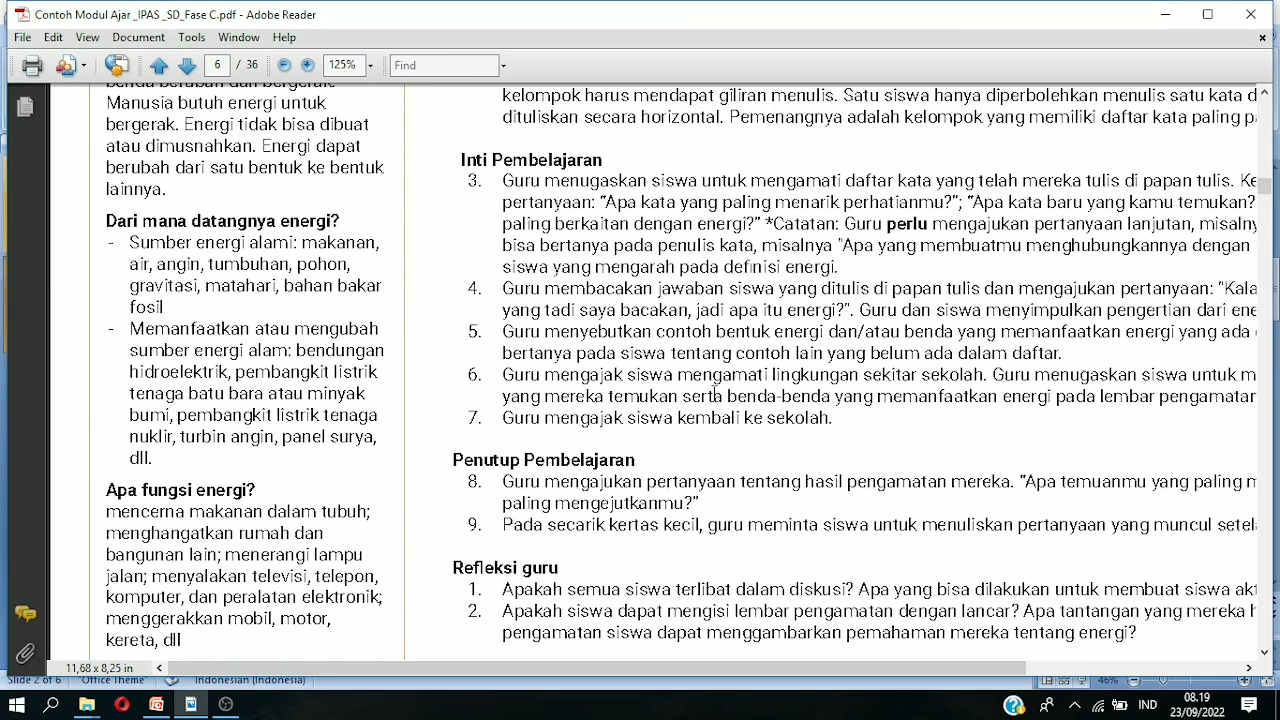 Contoh Modul Ajar _IPAS _SD_Fase C.pdf - Adobe Reader
File Edit View Document Tools Window Help
6 / 36 125% Find
Manusia butuh energi untuk
bergerak. Energi tidak bisa dibuat
atau dimusnahkan. Energi dapat
berubah dari satu bentuk ke bentuk
lainnya.
Dari mana datangnya energi?
- Sumber energi alami: makanan,
air, angin, tumbuhan, pohon,
gravitasi, matahari, bahan bakar
fosil
- Memanfaatkan atau mengubah
sumber energi alam: bendungan
hidroelektrik, pembangkit listrik
tenaga batu bara atau minyak
bumi, pembangkit listrik tenaga
nuklir, turbin angin, panel surya,
dll.
Apa fungsi energi?
mencerna makanan dalam tubuh;
menghangatkan rumah dan
bangunan lain; menerangi lampu
jalan; menyalakan televisi, telepon,
komputer, dan peralatan elektronik;
menggerakkan mobil, motor,
kereta, dll
kelompok harus mendapat giliran menulis. Satu siswa hanya diperbolehkan menulis satu kata d
dituliskan secara horizontal. Pemenangnya adalah kelompok yang memiliki daftar kata paling p
Inti Pembelajaran
3. Guru menugaskan siswa untuk mengamati daftar kata yang telah mereka tulis di papan tulis. Ke
pertanyaan: “Apa kata yang paling menarik perhatianmu?”; “Apa kata baru yang kamu temukan?
paling berkaitan dengan energi?” *Catatan: Guru perlu mengajukan pertanyaan lanjutan, misalny
bisa bertanya pada penulis kata, misalnya "Apa yang membuatmu menghubungkannya dengan
siswa yang mengarah pada definisi energi.
4. Guru membacakan jawaban siswa yang ditulis di papan tulis dan mengajukan pertanyaan: “Kala
yang tadi saya bacakan, jadi apa itu energi?”. Guru dan siswa menyimpulkan pengertian dari ene
5. Guru menyebutkan contoh bentuk energi dan/atau benda yang memanfaatkan energi yang ada
bertanya pada siswa tentang contoh lain yang belum ada dalam daftar.
6. Guru mengajak siswa mengamati lingkungan sekitar sekolah. Guru menugaskan siswa untuk m
yang mereka temukan serta benda-benda yang memanfaatkan energi pada lembar pengamatan
7. Guru mengajak siswa kembali ke sekolah.
Penutup Pembelajaran
8. Guru mengajukan pertanyaan tentang hasil pengamatan mereka. “Apa temuanmu yang paling m
paling mengejutkanmu?”
9. Pada secarik kertas kecil, guru meminta siswa untuk menuliskan pertanyaan yang muncul setel
Refleksi guru
1. Apakah semua siswa terlibat dalam diskusi? Apa yang bisa dilakukan untuk membuat siswa akt
2. Apakah siswa dapat mengisi lembar pengamatan dengan lancar? Apa tantangan yang mereka h
pengamatan siswa dapat menggambarkan pemahaman mereka tentang energi?
11,68 x 8,25 in
Slide 2 of 6 Office Theme Indonesian (Indonesia) 46%
IND 08.19
23/09/2022